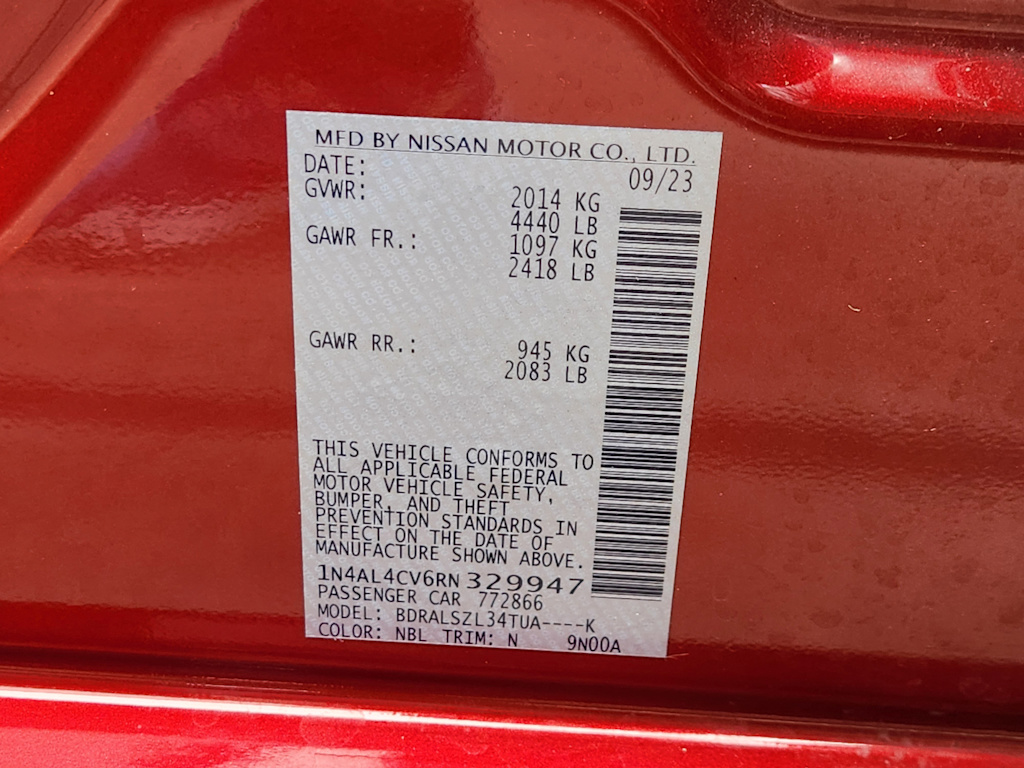 MFD BY NISSAN MOTOR CO., LTD.
DATE: 09/23
GVWR: 2014 KG
4440 LB
GAWR FR.: 1097 KG
2418 LB
GAWR RR.: 945 KG
2083 LB
THIS VEHICLE CONFORMS TO
ALL APPLICABLE FEDERAL
MOTOR VEHICLE SAFETY,
BUMPER, AND THEFT
PREVENTION STANDARDS IN
EFFECT ON THE DATE OF
MANUFACTURE SHOWN ABOVE.
1N4AL4CV6RN329947
PASSENGER CAR 772866
MODEL: BDRALSZL34TUA----K
COLOR: NBL TRIM: N 9N00A